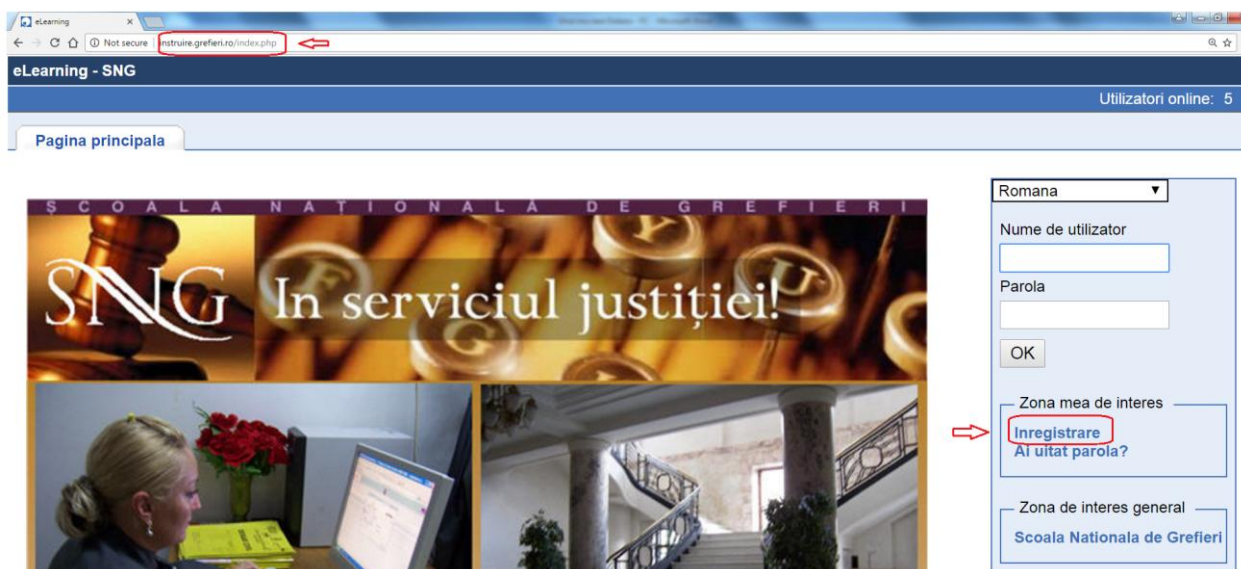 eLearning
Not secure instruire.grefieri.ro/index.php
eLearning - SNG
Utilizatori online: 5
Pagina principala
ȘCOALA NAȚIONALĂ DE GREFIERI
SNG In serviciul justiției!
Romana
Nume de utilizator
Parola
OK
Zona mea de interes
Inregistrare
Ai uitat parola?
Zona de interes general
Scoala Nationala de Grefieri